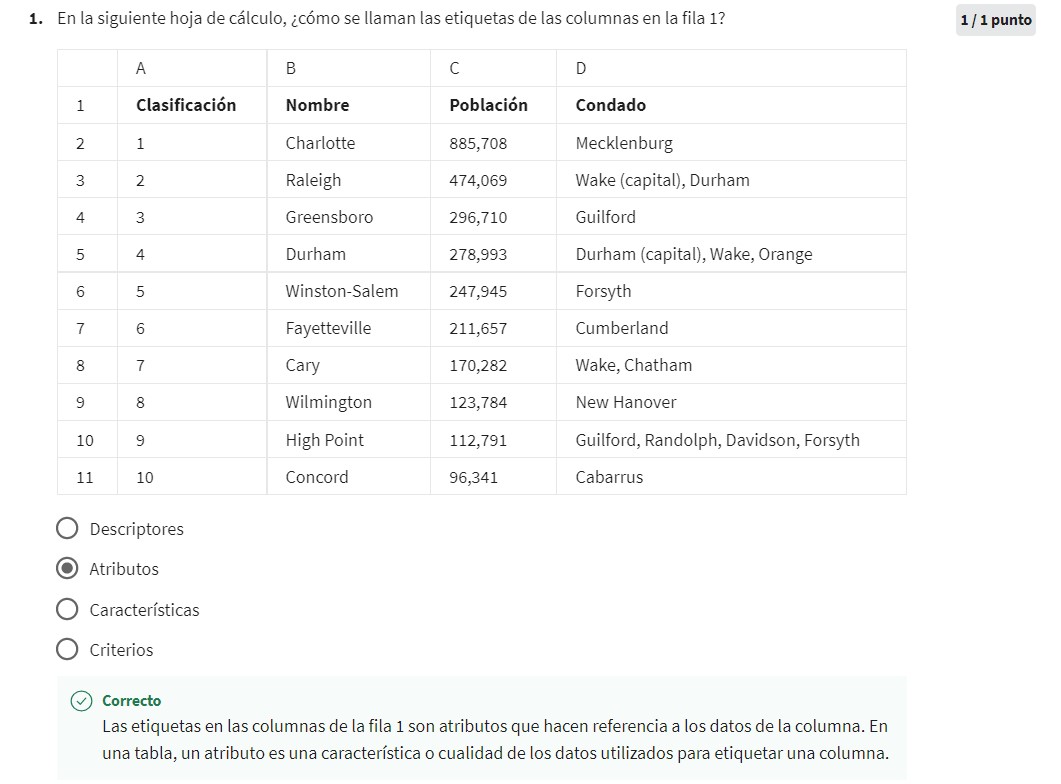 1. En la siguiente hoja de cálculo, ¿cómo se llaman las etiquetas de las columnas en la fila 1?
1 / 1 punto
A B C D
1 Clasificación Nombre Población Condado
2 1 Charlotte 885,708 Mecklenburg
3 2 Raleigh 474,069 Wake (capital), Durham
4 3 Greensboro 296,710 Guilford
5 4 Durham 278,993 Durham (capital), Wake, Orange
6 5 Winston-Salem 247,945 Forsyth
7 6 Fayetteville 211,657 Cumberland
8 7 Cary 170,282 Wake, Chatham
9 8 Wilmington 123,784 New Hanover
10 9 High Point 112,791 Guilford, Randolph, Davidson, Forsyth
11 10 Concord 96,341 Cabarrus
Descriptores
Atributos
Características
Criterios
Correcto
Las etiquetas en las columnas de la fila 1 son atributos que hacen referencia a los datos de la columna. En
una tabla, un atributo es una característica o cualidad de los datos utilizados para etiquetar una columna.